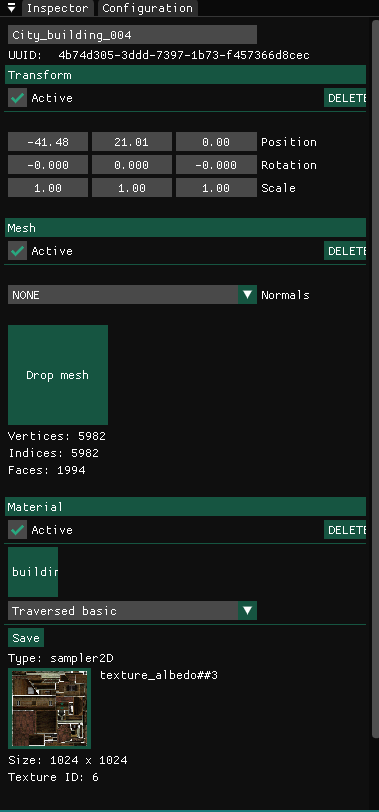 Inspector Configuration
City_building_004
UUID: 4b74d305-3ddd-7397-1b73-f457366d8cec
Transform
Active DELETE
-41.48 21.01 0.00 Position
-0.000 0.000 -0.000 Rotation
1.00 1.00 1.00 Scale
Mesh
Active DELETE
NONE Normals
Drop mesh
Vertices: 5982
Indices: 5982
Faces: 1994
Material
Active DELETE
buildin
Traversed basic
Save
Type: sampler2D
texture_albedo##3
Size: 1024 x 1024
Texture ID: 6